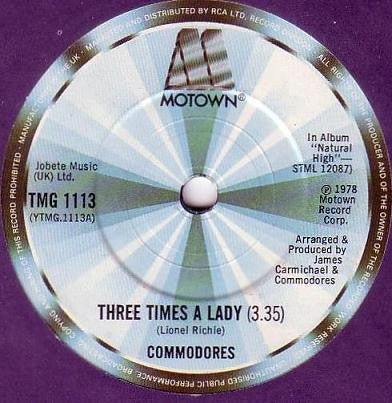 MANUFACTURED AND DISTRIBUTED BY RCA LTD. RECORD DIVISION
ALL RIGHTS
OF THE PRODUCER AND OF THE OWNER OF THE RECORDED WORK RESERVED
UNAUTHORISED PUBLIC PERFORMANCE BROADCASTING
COPYING
OF THIS RECORD PROHIBITED
M
MOTOWN®
Jobete Music
(UK) Ltd.
TMG 1113
(YTMG.1113A)
In Album
"Natural
High"—
STML 12087)
℗ 1978
Motown
Record
Corp.
Arranged &
Produced by
James
Carmichael &
Commodores
THREE TIMES A LADY (3.35)
(Lionel Richie)
COMMODORES